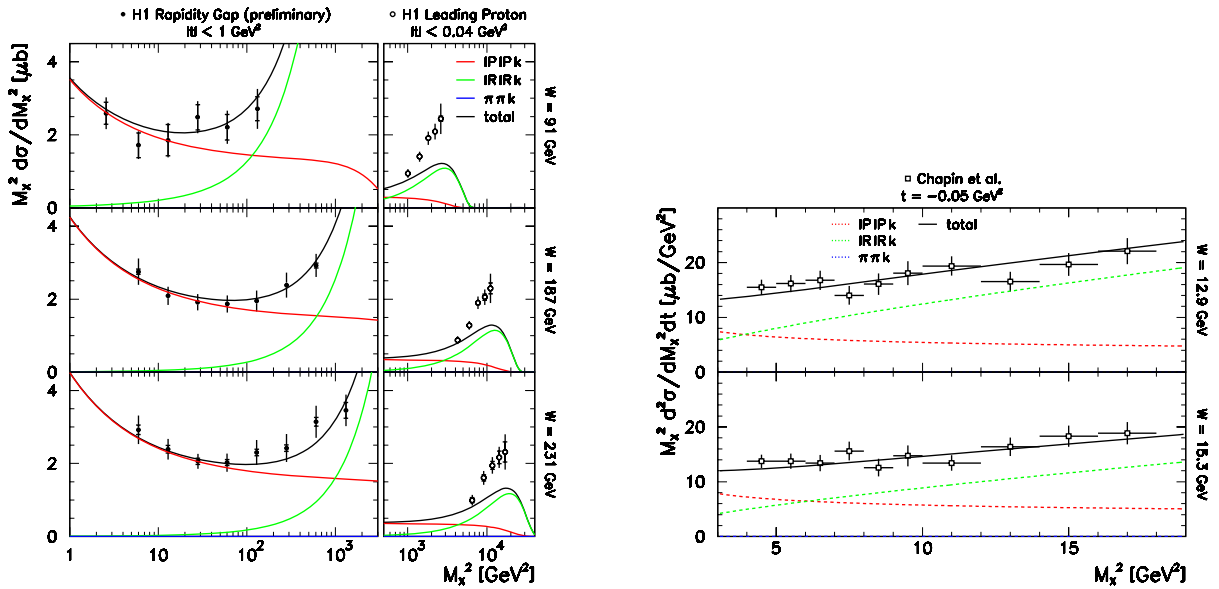 • H1 Rapidity Gap (preliminary)
|t| < 1 GeV²
○ H1 Leading Proton
|t| < 0.04 GeV²
M_x² dσ/dM_x² [μb]
4
2
0
IPIPk
IRIRk
ππk
total
W = 91 GeV
4
2
0
W = 187 GeV
4
2
0
W = 231 GeV
1
10
10²
10³
10³
10⁴
M_x² [GeV²]
□ Chapin et al.
t = −0.05 GeV²
M_x² d²σ/dM_x²dt [μb/GeV²]
IPIPk
total
IRIRk
ππk
20
10
0
W = 12.9 GeV
20
10
0
W = 15.3 GeV
5
10
15
M_x² [GeV²]